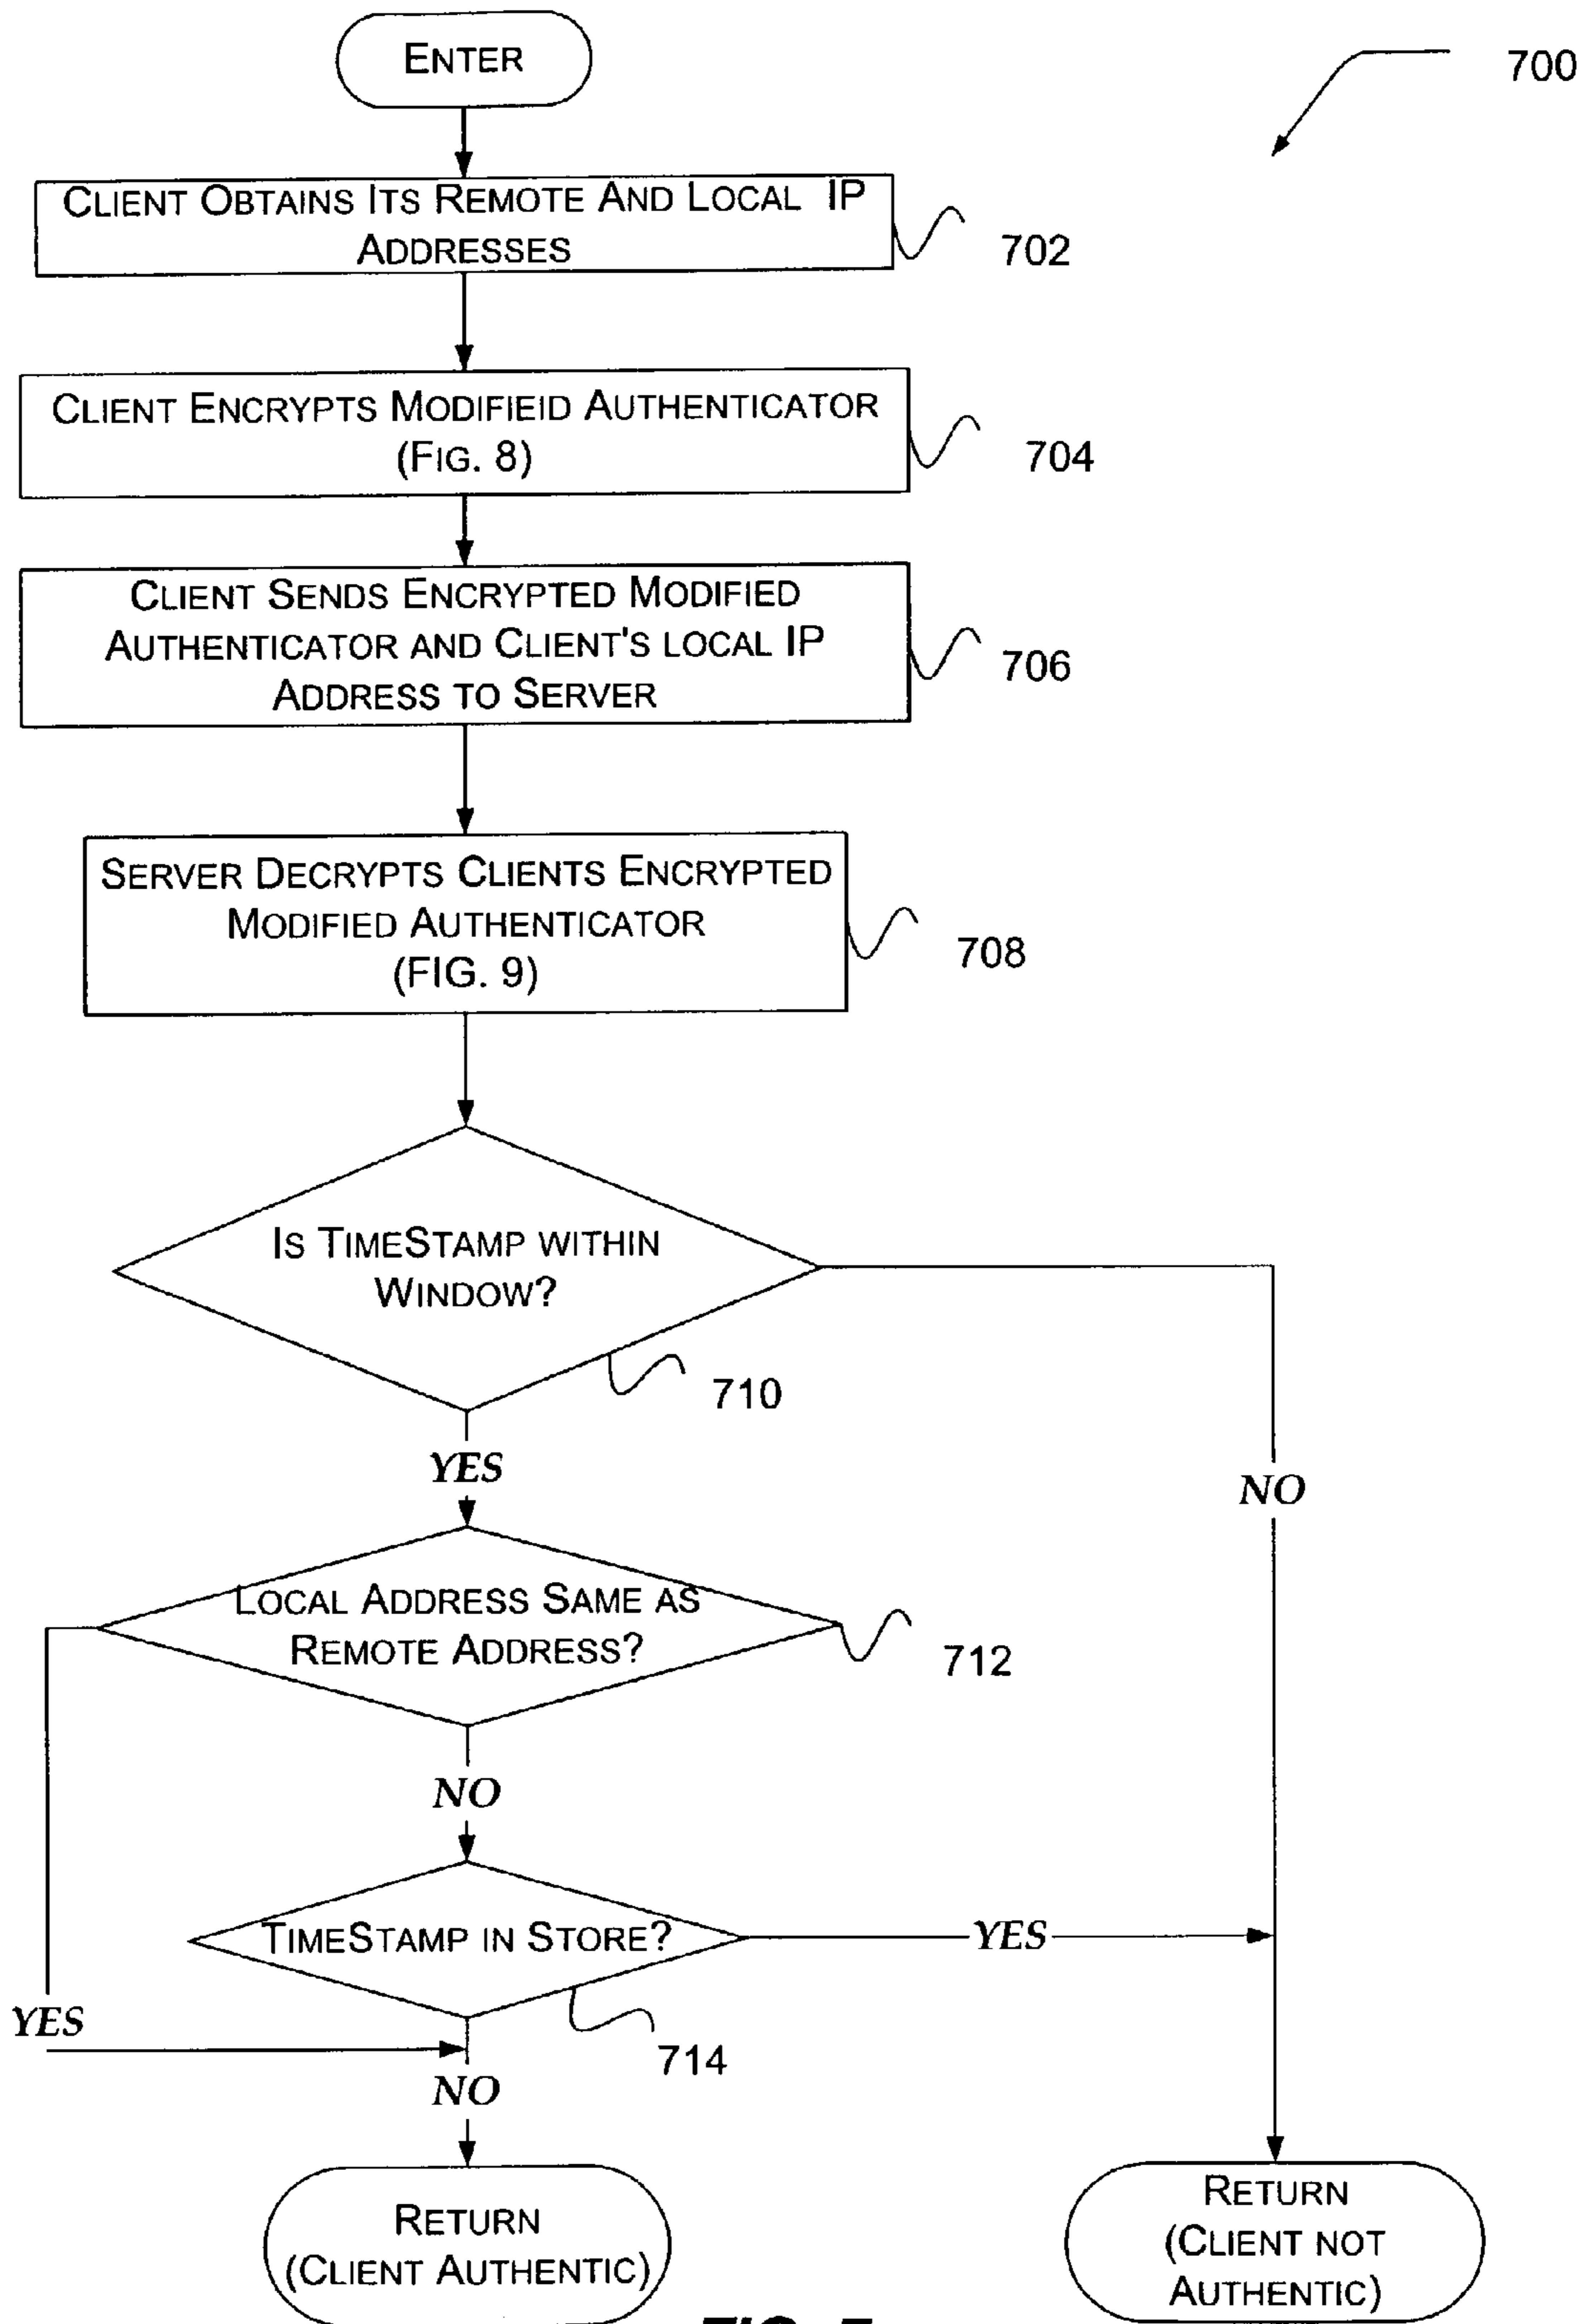 ENTER
700
CLIENT OBTAINS ITS REMOTE AND LOCAL IP
ADDRESSES
702
CLIENT ENCRYPTS MODIFIEID AUTHENTICATOR
(FIG. 8)
704
CLIENT SENDS ENCRYPTED MODIFIED
AUTHENTICATOR AND CLIENT'S LOCAL IP
ADDRESS TO SERVER
706
SERVER DECRYPTS CLIENTS ENCRYPTED
MODIFIED AUTHENTICATOR
(FIG. 9)
708
IS TIMESTAMP WITHIN
WINDOW?
710
YES
NO
LOCAL ADDRESS SAME AS
REMOTE ADDRESS?
712
NO
TIMESTAMP IN STORE?
YES
YES
714
NO
RETURN
(CLIENT AUTHENTIC)
RETURN
(CLIENT NOT
AUTHENTIC)